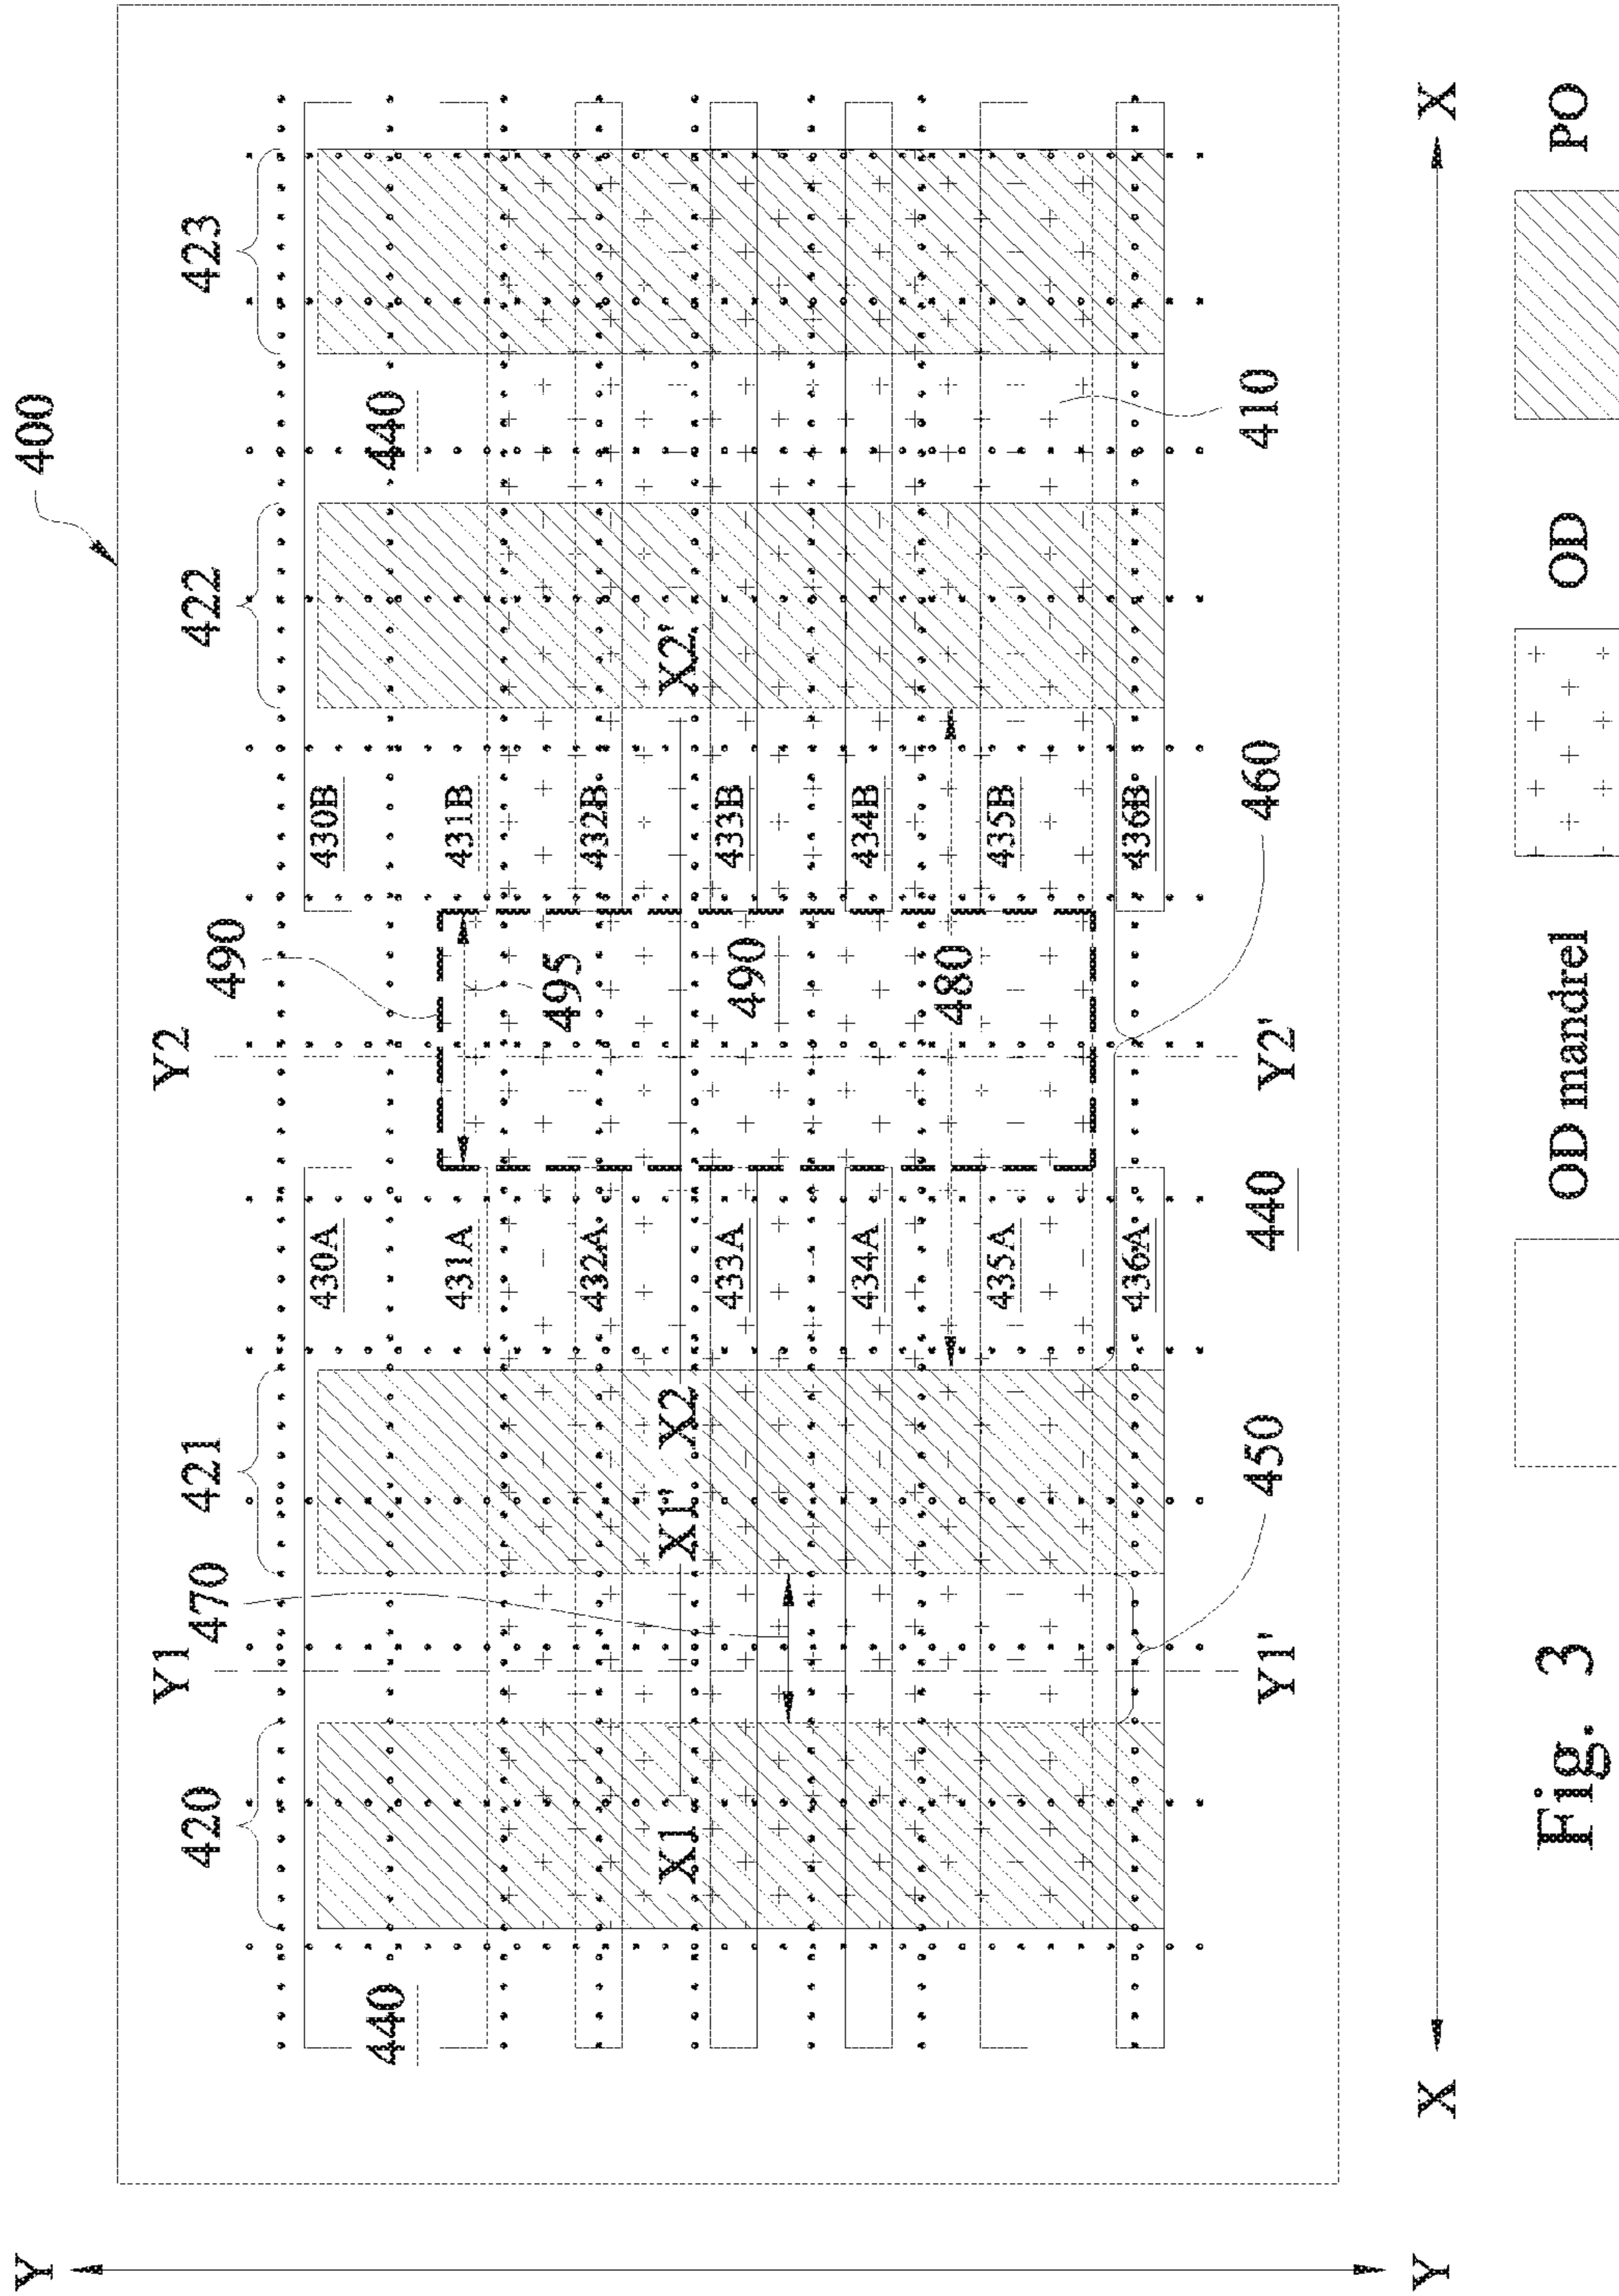 400
420
Y1
470
421
Y2
490
422
423
440
440
430A
430B
431A
431B
495
432A
432B
X1
X1'
X2
X2'
433A
490
433B
434A
434B
480
435A
435B
436A
436B
Y1'
450
440
Y2'
460
410
Y
Y
X
X
Fig. 3
OD mandrel
OD
PO